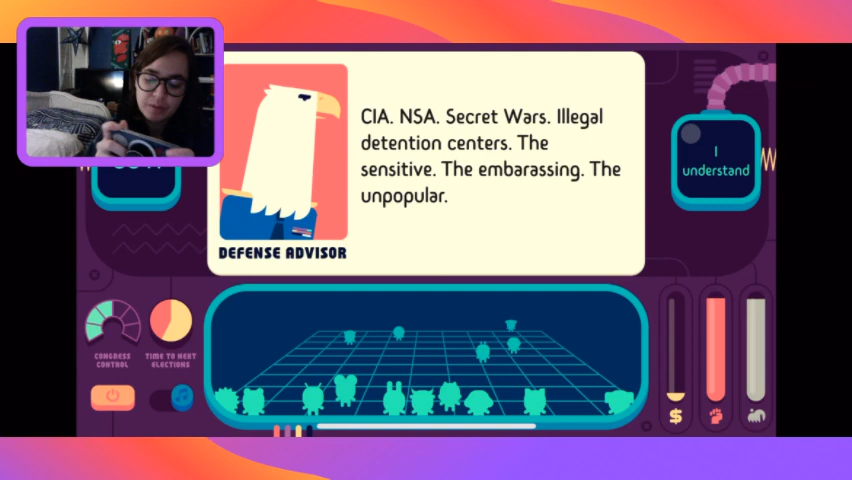 CIA. NSA. Secret Wars. Illegal
detention centers. The
sensitive. The embarassing. The
unpopular.
DEFENSE ADVISOR
I
understand
CONGRESS
CONTROL
TIME TO NEXT
ELECTIONS
$